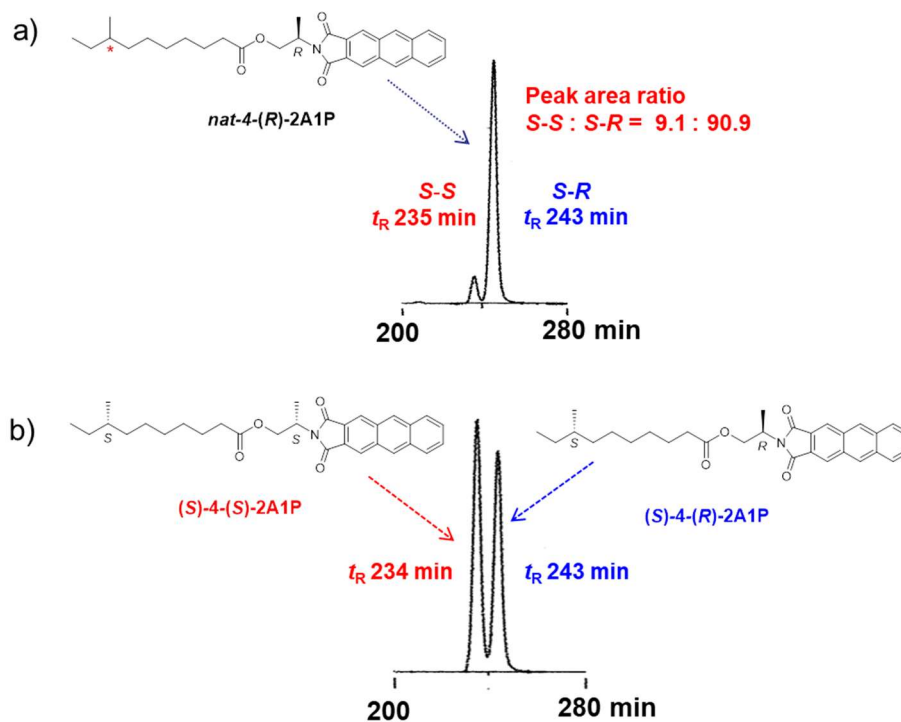 a)
*
O
O
R
N
O
O
nat-4-(R)-2A1P
Peak area ratio
S-S : S-R = 9.1 : 90.9
S-S
tR 235 min
S-R
tR 243 min
200
280 min
b)
S
O
O
S
N
O
O
(S)-4-(S)-2A1P
S
O
O
R
N
O
O
(S)-4-(R)-2A1P
tR 234 min
tR 243 min
200
280 min